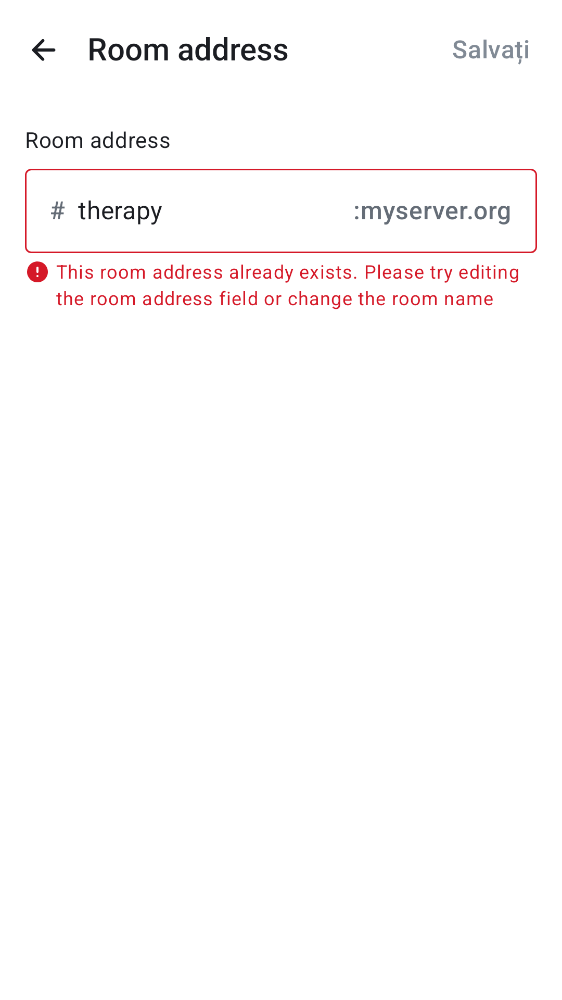 Room address
Salvați
Room address
# therapy :myserver.org
This room address already exists. Please try editing
the room address field or change the room name